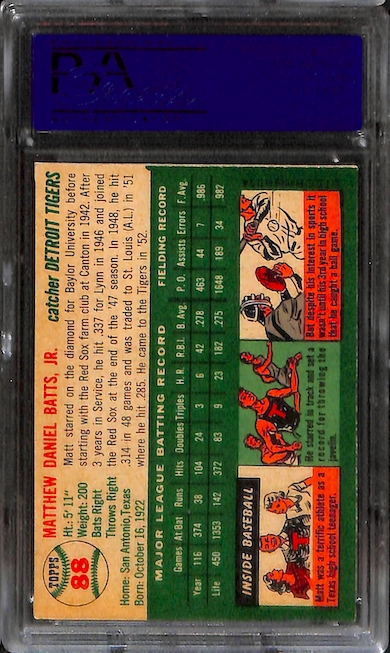 PSA
TOPPS
88
MATTHEW DANIEL BATTS, JR.
catcher DETROIT TIGERS
Ht.: 5' 11"
Weight: 200
Bats Right
Throws Right
Home: San Antonio, Texas
Born: October 16, 1922
Matt starred on the diamond for Baylor University before
starting with the Red Sox farm club at Canton in 1942. After
3 years in Service, he hit .337 for Lynn in 1946 and joined
the Red Sox at the end of the '47 season. In 1948, he hit
.314 in 48 games and was traded to St. Louis (A.L.) in '51
where he hit .285. He came to the Tigers in '52.
MAJOR LEAGUE BATTING RECORD FIELDING RECORD
Games At Bat Runs Hits Doubles Triples H.R. R.B.I. B. Avg. P.O. Assists Errors F. Avg.
Year 116 374 38 104 24 3 6 42 .278 463 44 7 .986
Life 450 1353 142 372 83 9 23 182 .275 1648 189 34 .982
INSIDE BASEBALL
Matt was a terrific athlete as a
Texas high school teenager.
He starred in track and set a
record for throwing the
javelin.
But despite his interest in sports it
wasn't until his 3rd year in high school
that he caught a ball game.